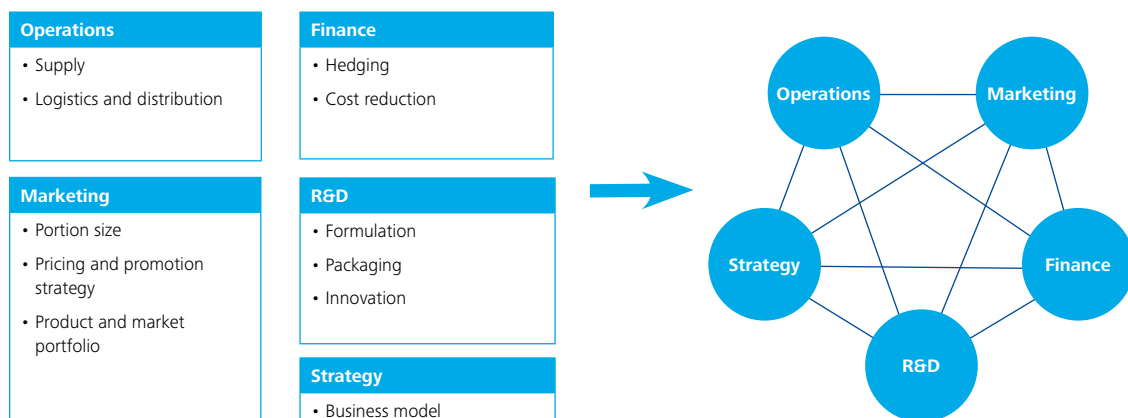 Operations
• Supply
• Logistics and distribution
Finance
• Hedging
• Cost reduction
Marketing
• Portion size
• Pricing and promotion
strategy
• Product and market
portfolio
R&D
• Formulation
• Packaging
• Innovation
Strategy
• Business model
Operations
Marketing
Strategy
Finance
R&D